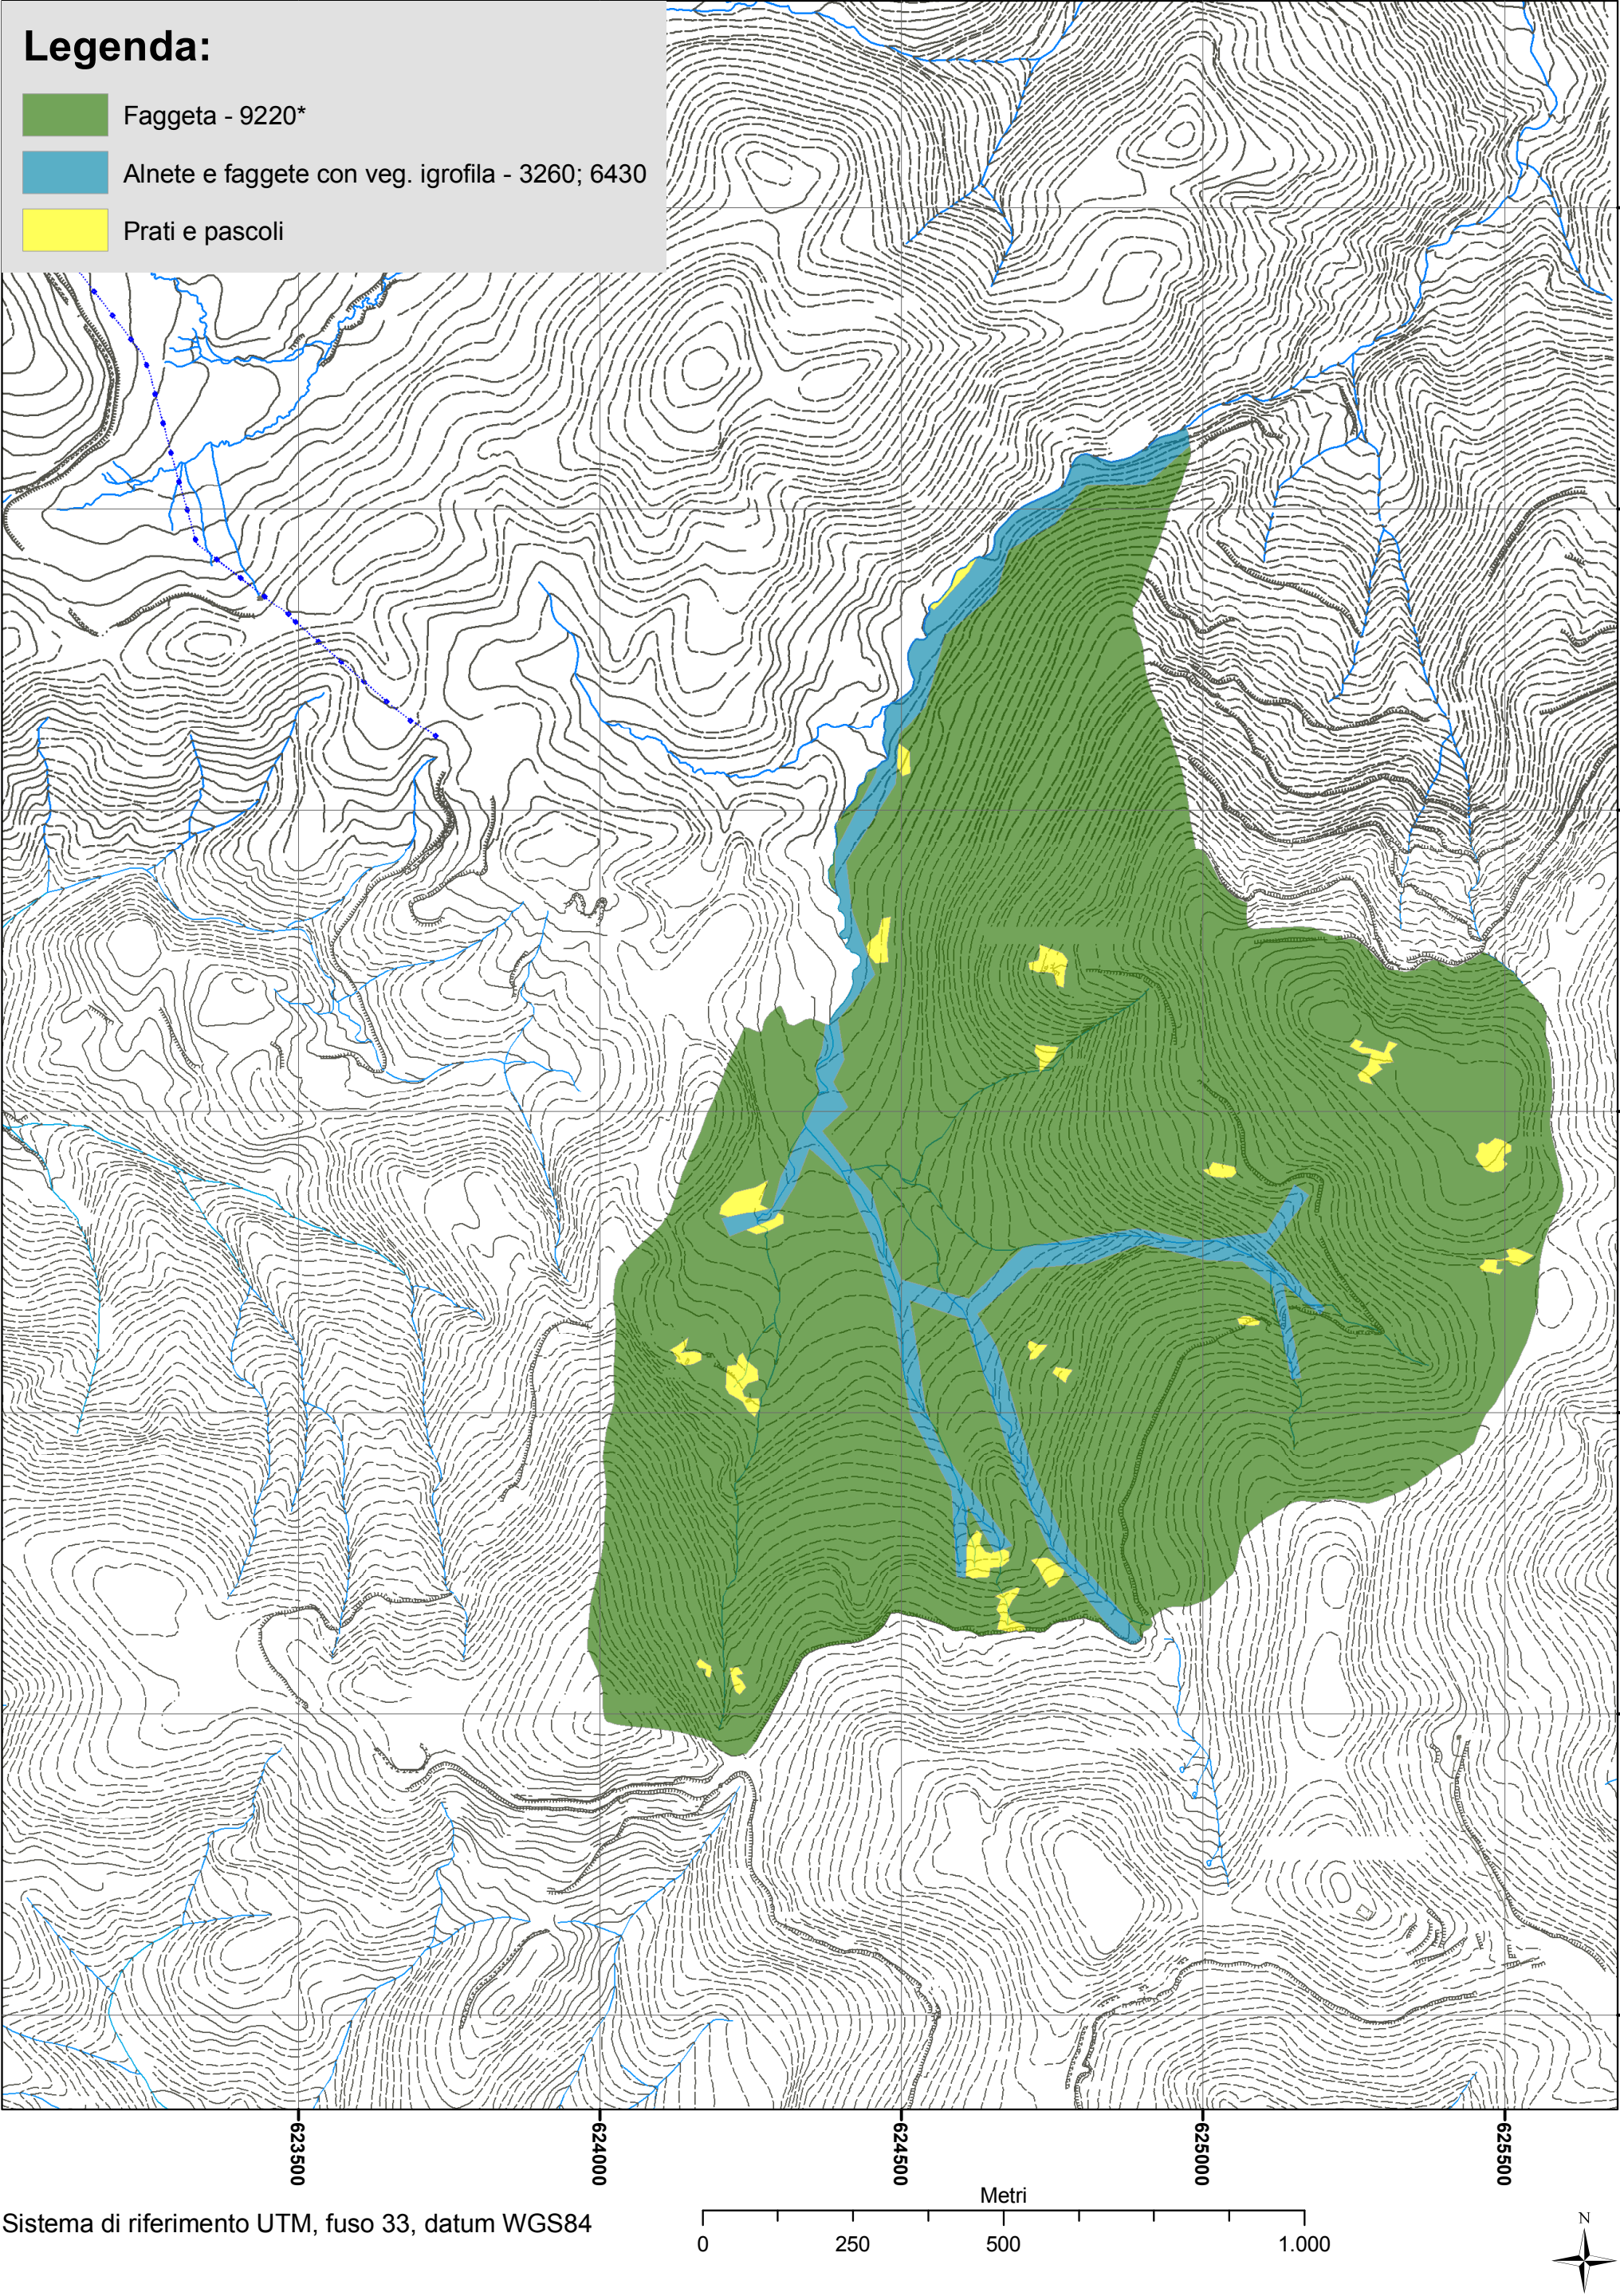 Legenda:
Faggeta - 9220*
Alnete e faggete con veg. igrofila - 3260; 6430
Prati e pascoli
623500
624000
624500
625000
625500
Sistema di riferimento UTM, fuso 33, datum WGS84
Metri
0 250 500 1.000
N